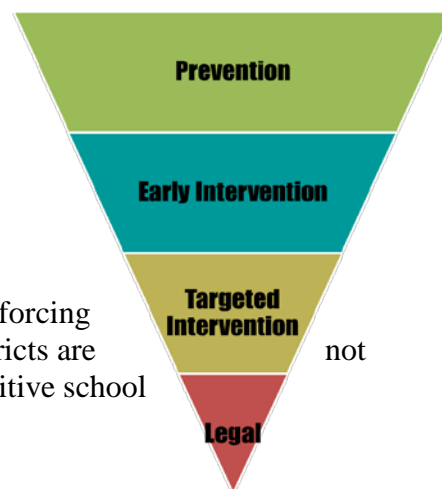 Prevention
Early Intervention
Targeted
Intervention
Legal
forcing
ricts are not
itive school